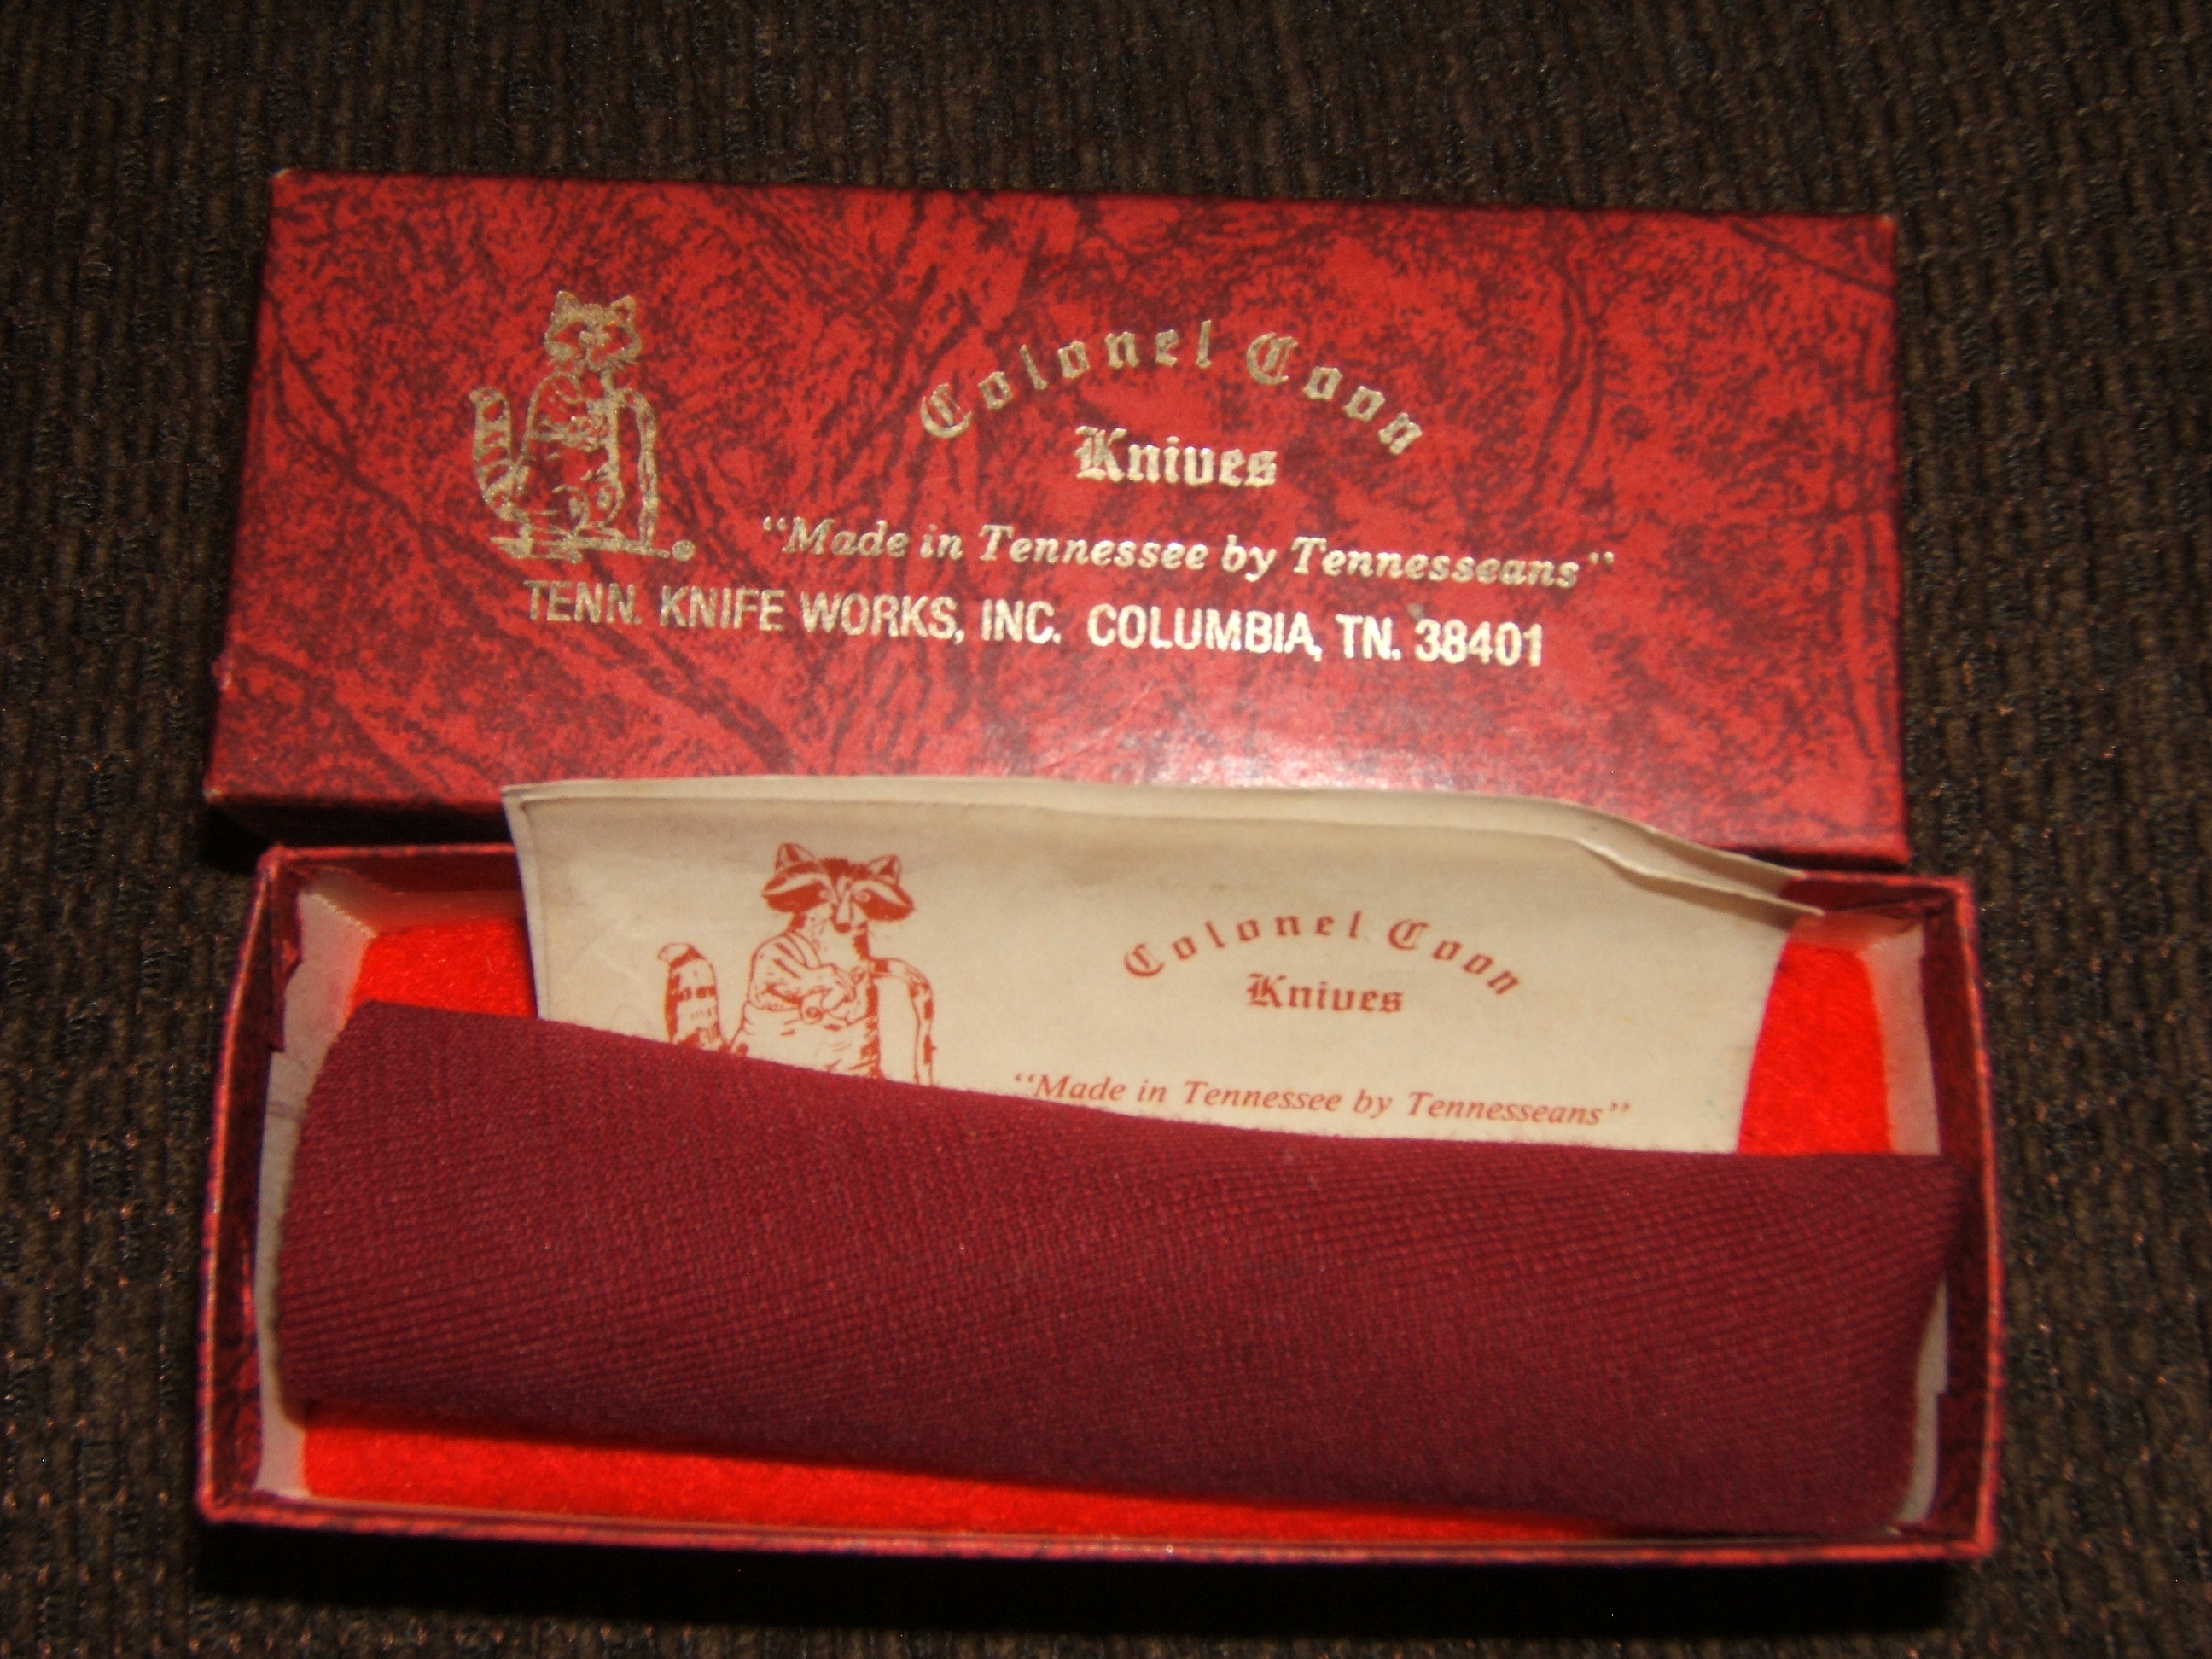 Colonel Coon
Knives
“Made in Tennessee by Tennesseans”
TENN. KNIFE WORKS, INC. COLUMBIA, TN. 38401
Colonel Coon
Knives
“Made in Tennessee by Tennesseans”